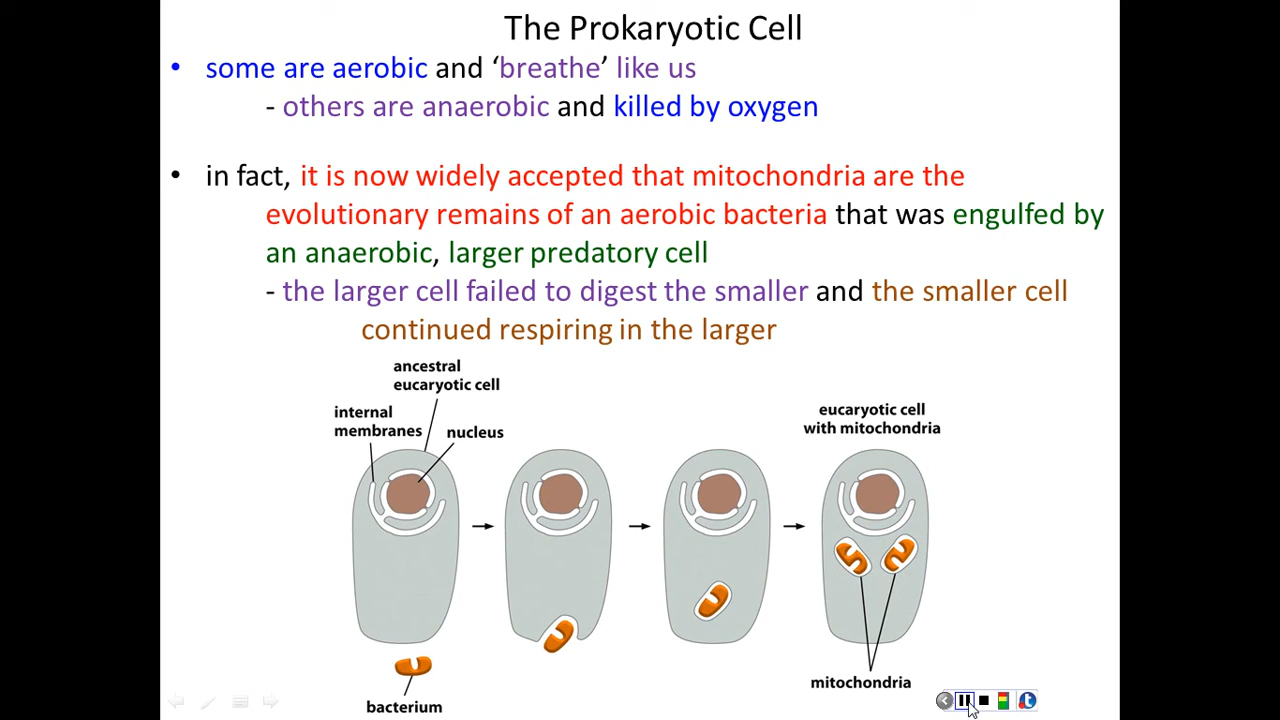 The Prokaryotic Cell
• some are aerobic and ‘breathe’ like us
- others are anaerobic and killed by oxygen
• in fact, it is now widely accepted that mitochondria are the
evolutionary remains of an aerobic bacteria that was engulfed by
an anaerobic, larger predatory cell
- the larger cell failed to digest the smaller and the smaller cell
continued respiring in the larger
ancestral
eucaryotic cell
internal
membranes
nucleus
eucaryotic cell
with mitochondria
mitochondria
bacterium